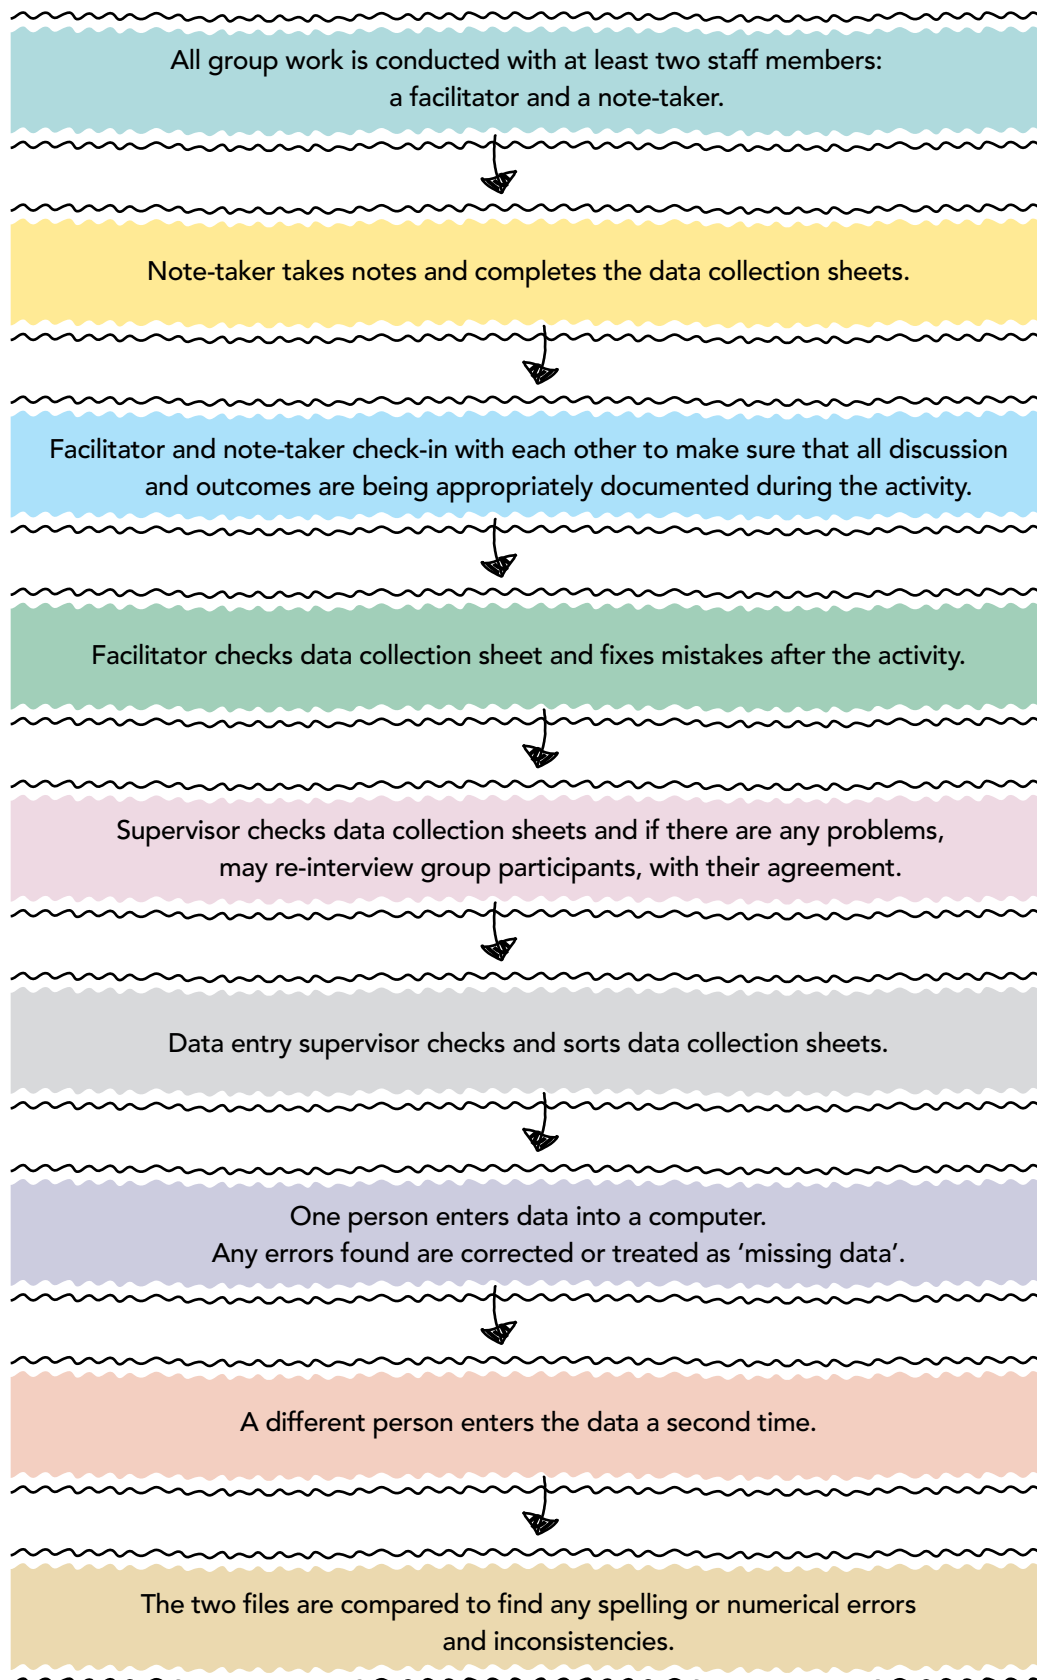 All group work is conducted with at least two staff members:
a facilitator and a note-taker.
Note-taker takes notes and completes the data collection sheets.
Facilitator and note-taker check-in with each other to make sure that all discussion
and outcomes are being appropriately documented during the activity.
Facilitator checks data collection sheet and fixes mistakes after the activity.
Supervisor checks data collection sheets and if there are any problems,
may re-interview group participants, with their agreement.
Data entry supervisor checks and sorts data collection sheets.
One person enters data into a computer.
Any errors found are corrected or treated as ‘missing data’.
A different person enters the data a second time.
The two files are compared to find any spelling or numerical errors
and inconsistencies.